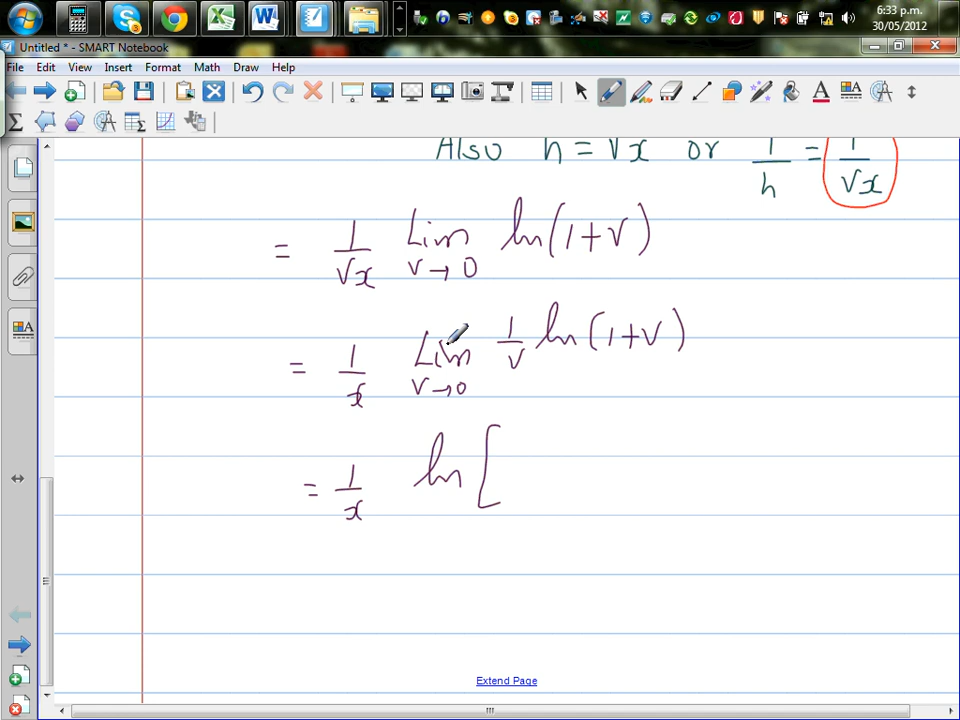 6:33 p.m.
30/05/2012
Untitled * - SMART Notebook
File Edit View Insert Format Math Draw Help
Also h = vx or 1/h = 1/vx
= 1/vx Lim v→0 ln(1+v)
= 1/x Lim v→0 1/v ln(1+v)
= 1/x ln [
Extend Page